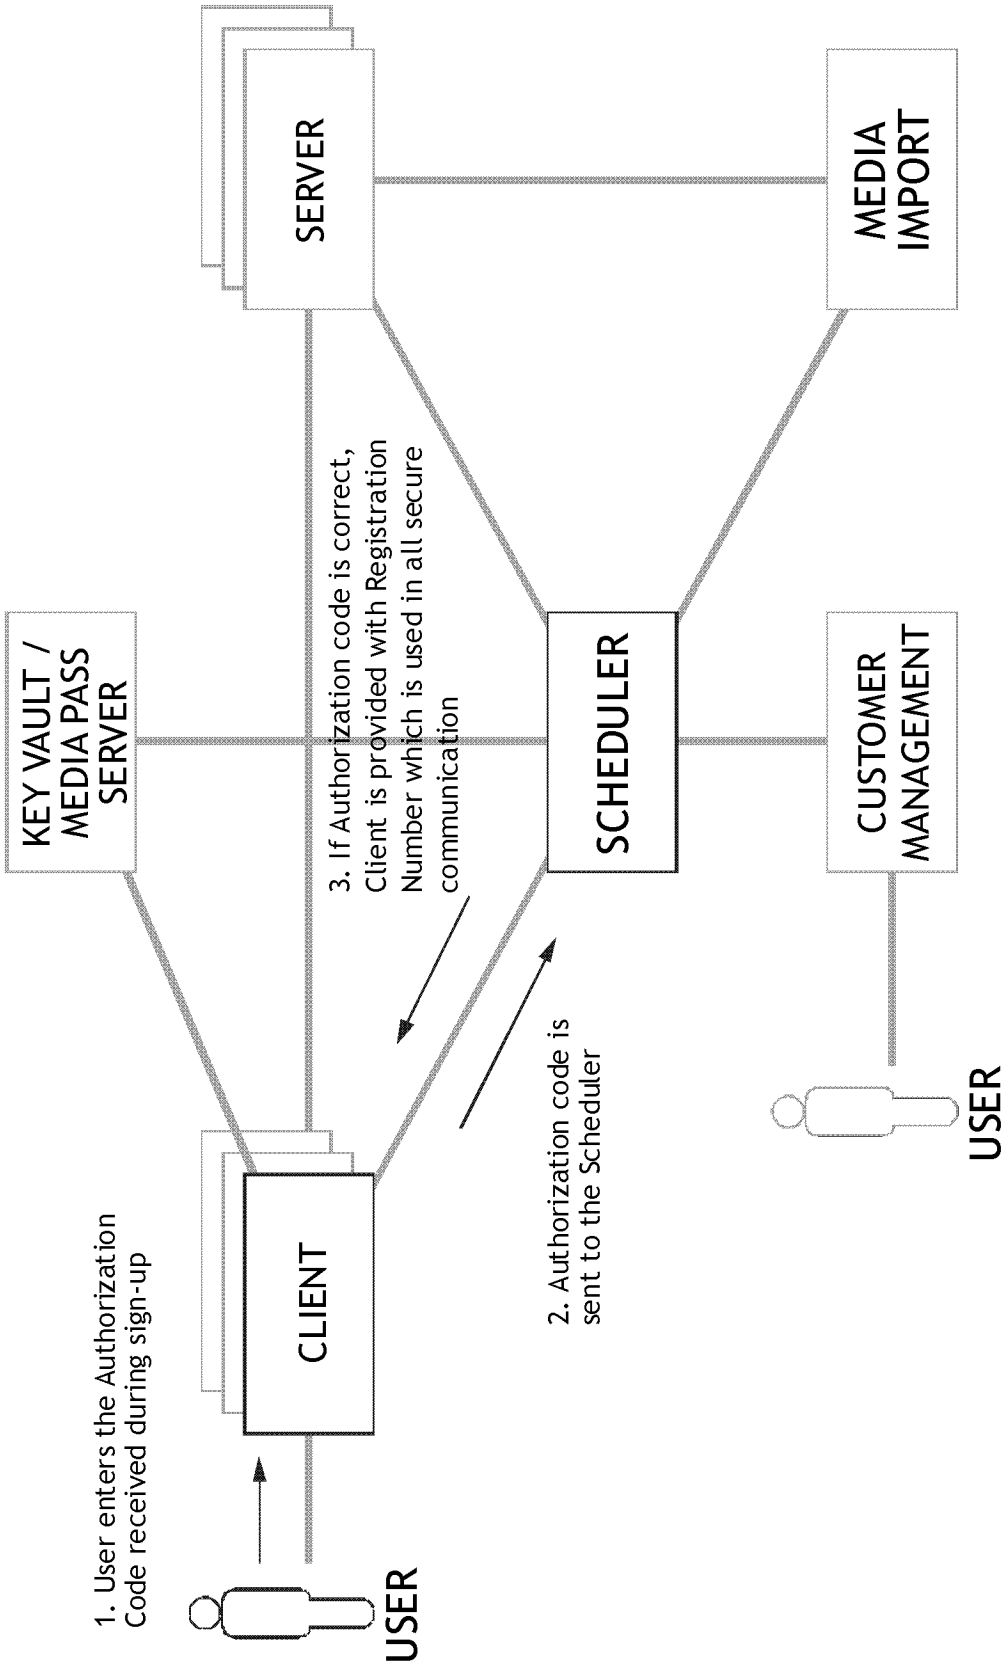 KEY VAULT /
MEDIA PASS
SERVER
1. User enters the Authorization
Code received during sign-up
CLIENT
SERVER
USER
3. If Authorization code is correct,
Client is provided with Registration
Number which is used in all secure
communication
2. Authorization code is
sent to the Scheduler
SCHEDULER
USER
CUSTOMER
MANAGEMENT
MEDIA
IMPORT